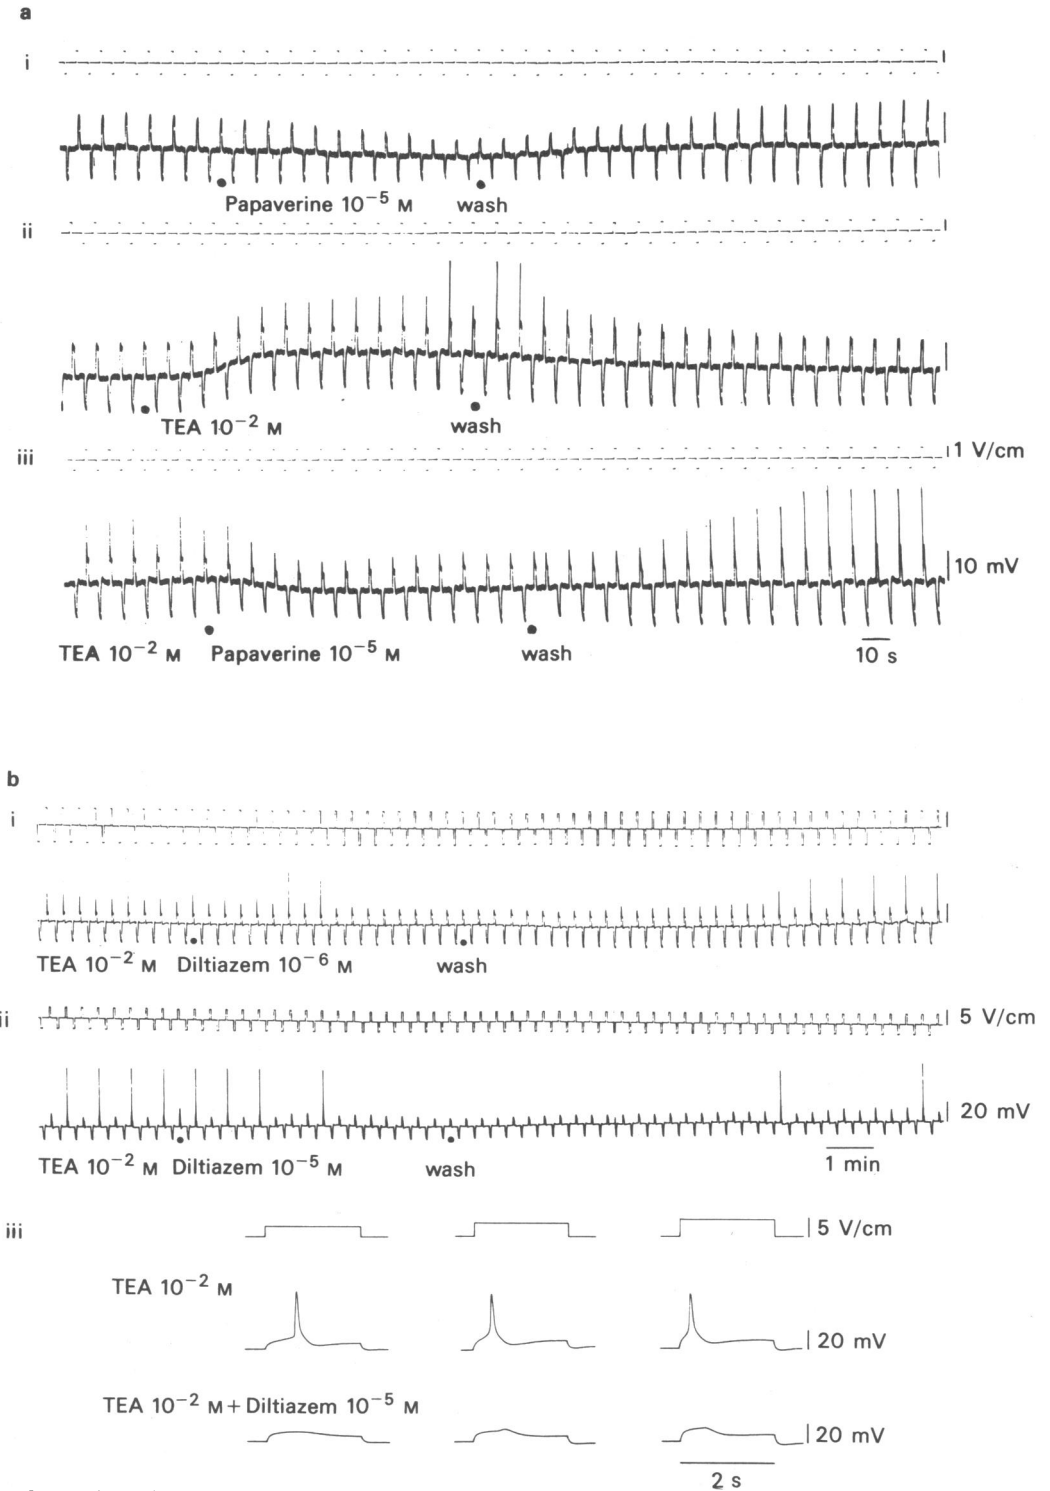 a
i
Papaverine 10⁻⁵ M wash
ii
TEA 10⁻² M wash
iii
1 V/cm
10 mV
TEA 10⁻² M Papaverine 10⁻⁵ M wash 10 s
b
i
TEA 10⁻² M Diltiazem 10⁻⁶ M wash
ii
5 V/cm
20 mV
TEA 10⁻² M Diltiazem 10⁻⁵ M wash 1 min
iii
5 V/cm
TEA 10⁻² M
20 mV
TEA 10⁻² M + Diltiazem 10⁻⁵ M
20 mV
2 s